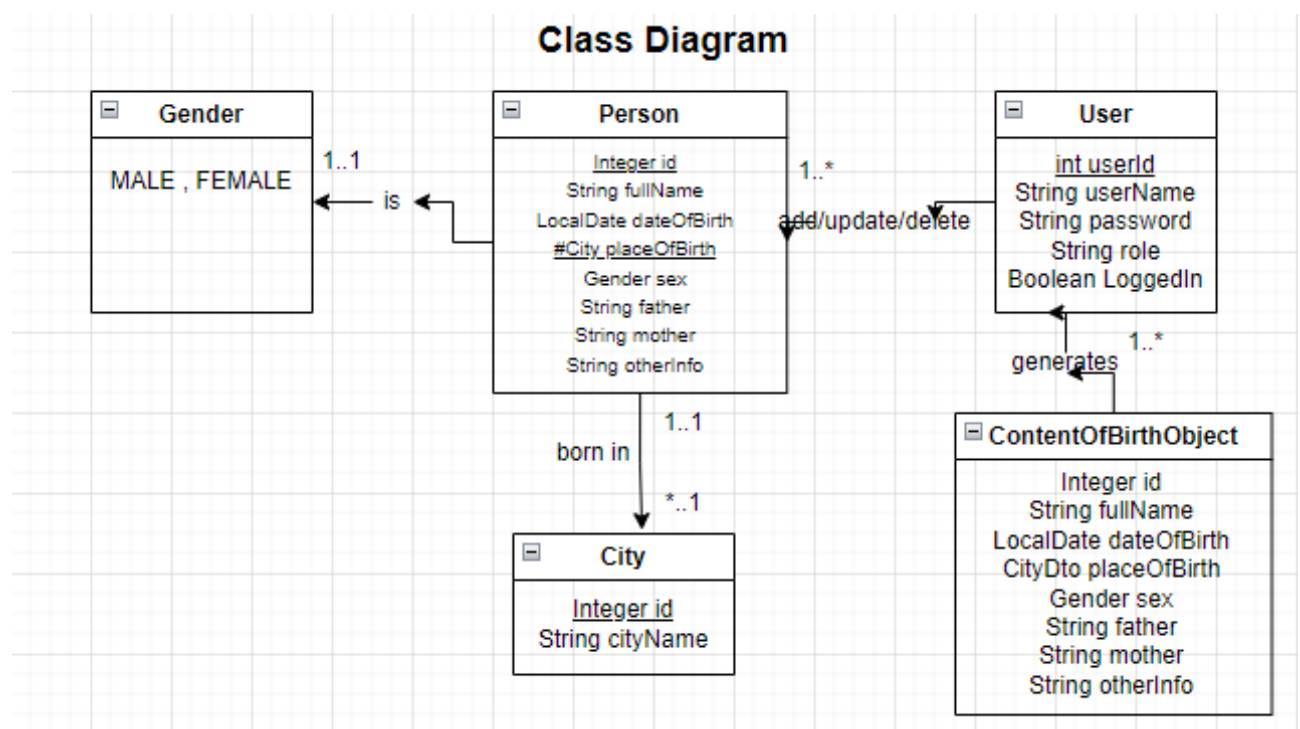 Class Diagram
Gender
MALE , FEMALE
1..1
is
Person
Integer id
String fullName
LocalDate dateOfBirth
#City placeOfBirth
Gender sex
String father
String mother
String otherInfo
1..*
add/update/delete
User
int userId
String userName
String password
String role
Boolean LoggedIn
1..*
generates
1..1
born in
*..1
City
Integer id
String cityName
ContentOfBirthObject
Integer id
String fullName
LocalDate dateOfBirth
CityDto placeOfBirth
Gender sex
String father
String mother
String otherInfo